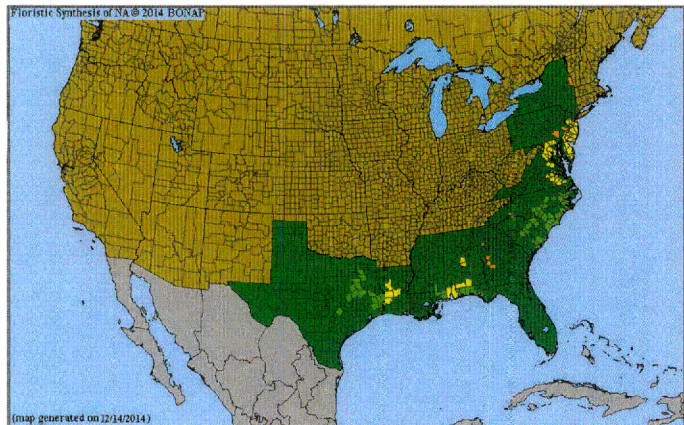 Floristic Synthesis of NA © 2014 BONAP
(map generated on 12/14/2014)